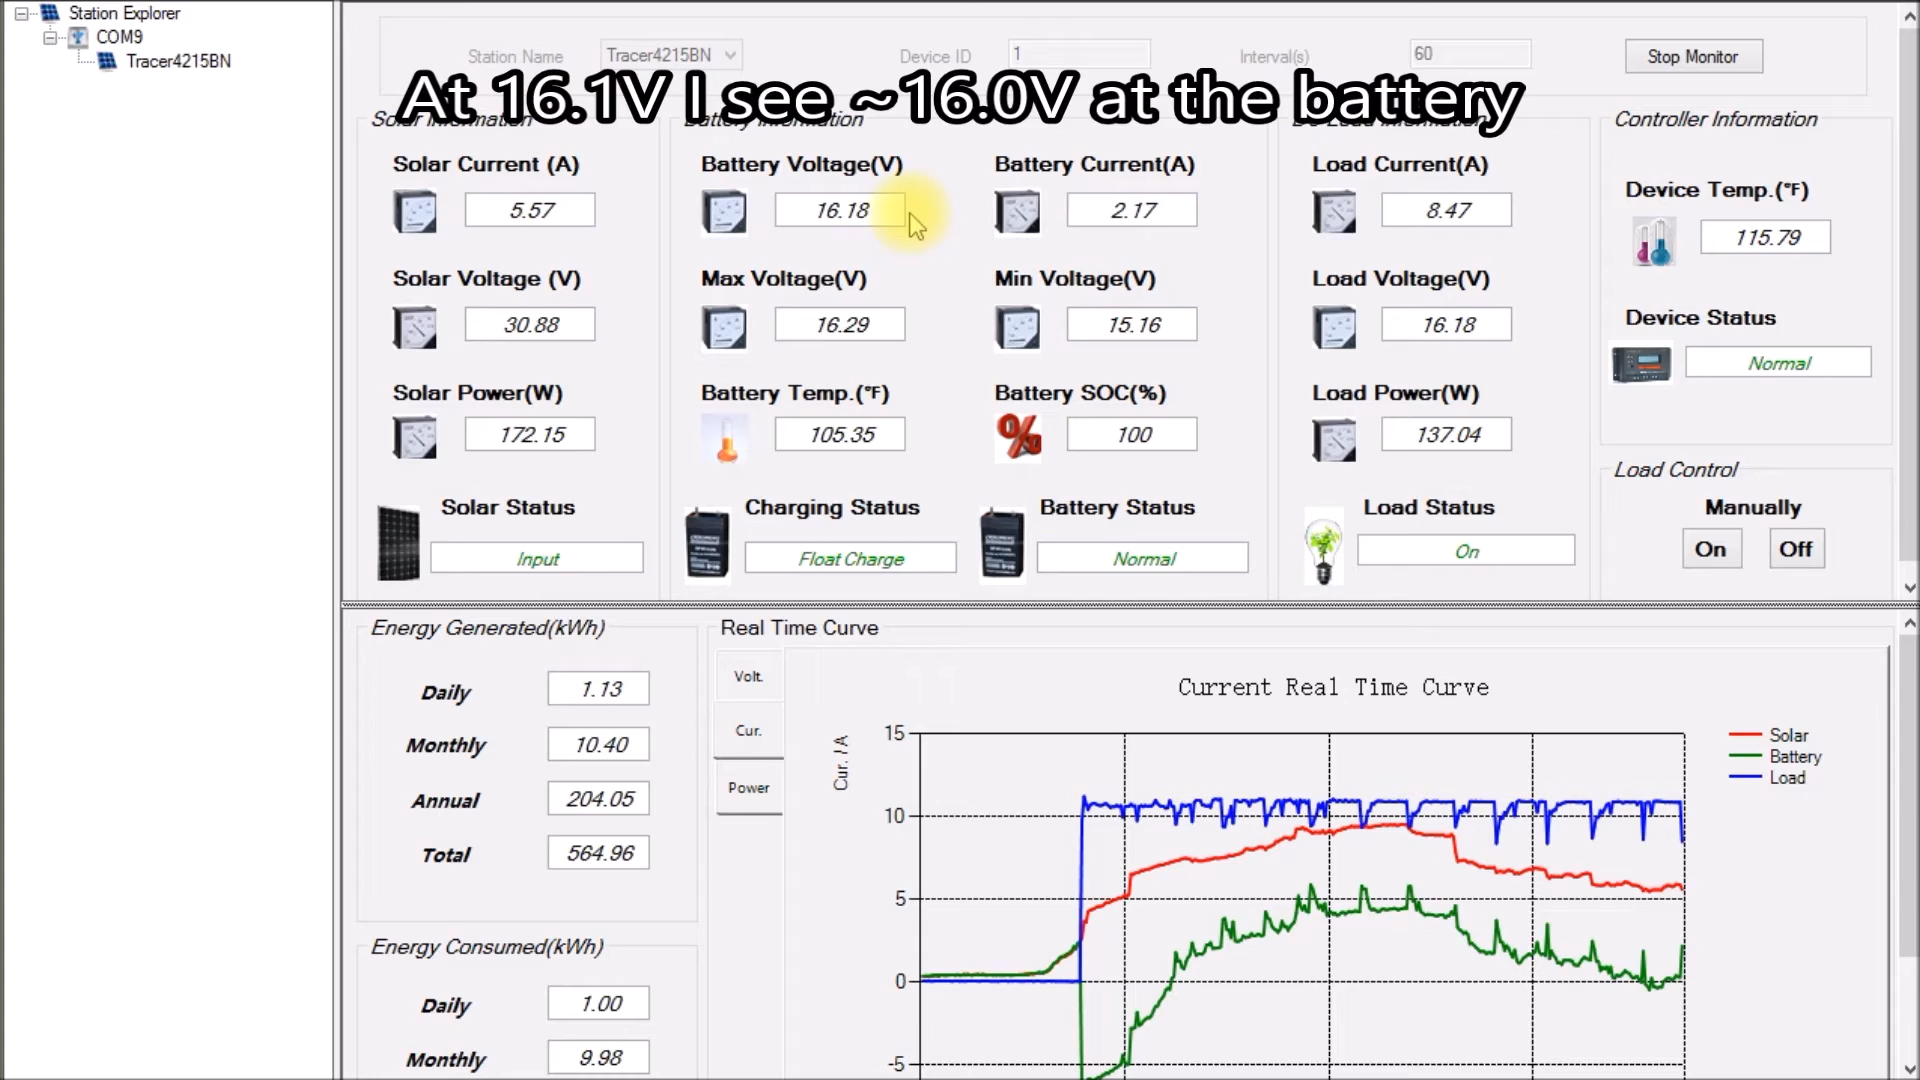 Station Explorer
COM9
Tracer4215BN
Station Name Tracer4215BN Device ID 1 Interval(s) 60 Stop Monitor
At 16.1V I see ~16.0V at the battery
Solar Information Battery Information DC Load Information Controller Information
Solar Current (A) Battery Voltage(V) Battery Current(A) Load Current(A)
5.57 16.18 2.17 8.47
Device Temp.(°F)
115.79
Solar Voltage (V) Max Voltage(V) Min Voltage(V) Load Voltage(V)
30.88 16.29 15.16 16.18
Device Status
Normal
Solar Power(W) Battery Temp.(°F) Battery SOC(%) Load Power(W)
172.15 105.35 100 137.04
Load Control
Manually
On Off
Solar Status Charging Status Battery Status Load Status
Input Float Charge Normal On
Energy Generated(kWh)
Daily 1.13
Monthly 10.40
Annual 204.05
Total 564.96
Energy Consumed(kWh)
Daily 1.00
Monthly 9.98
Real Time Curve
Volt.
Cur.
Power
Current Real Time Curve
Cur. /A
15
10
5
0
-5
Solar
Battery
Load